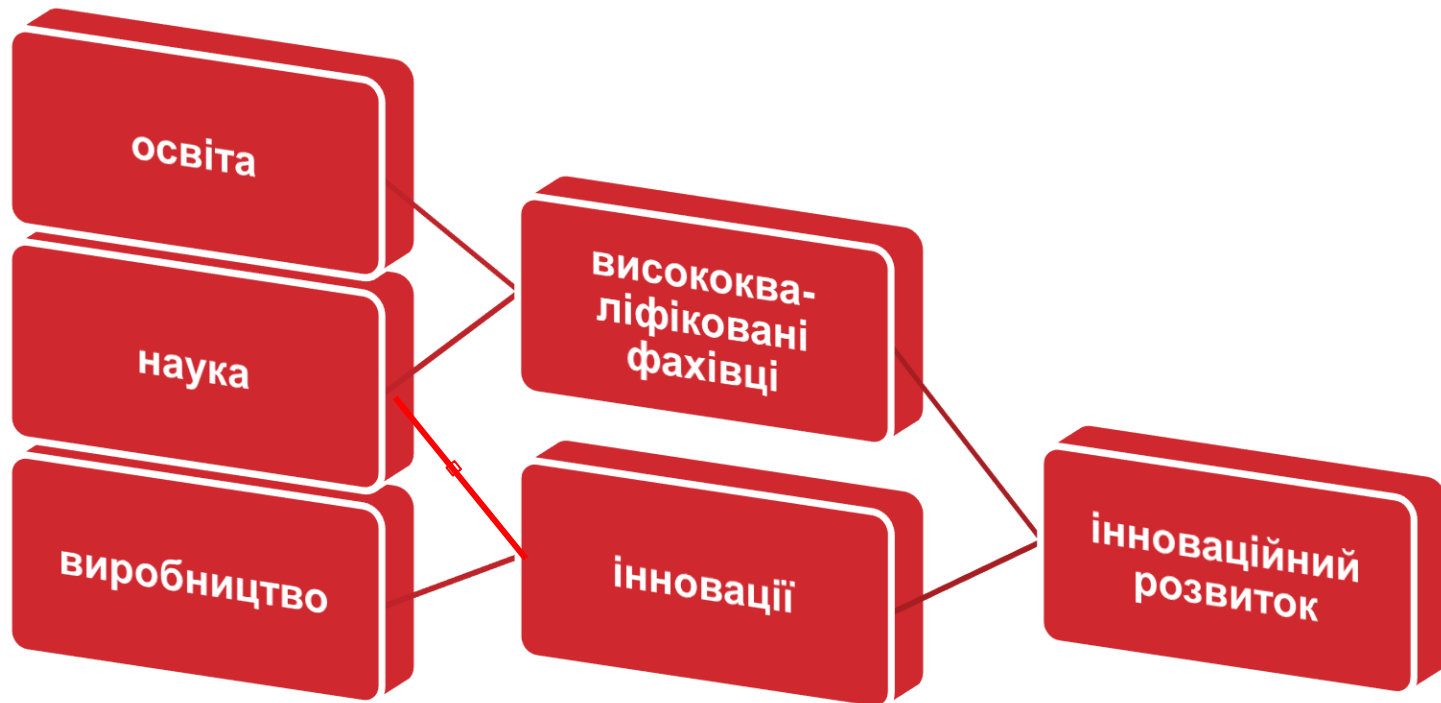 освіта
наука
виробництво
висококва-
ліфіковані
фахівці
інновації
інноваційний
розвиток